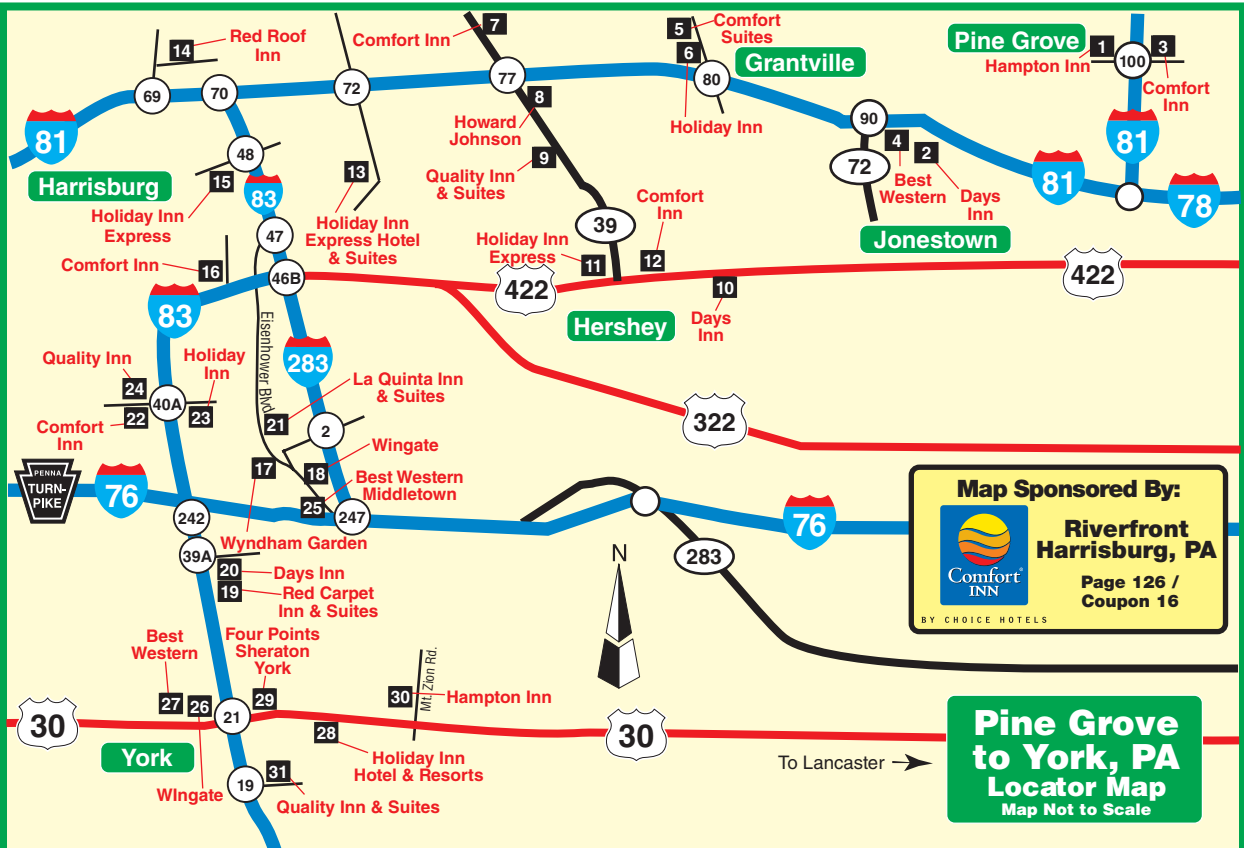 7
Comfort Inn
14
Red Roof
Inn
5
Comfort
Suites
6
Grantville
Pine Grove
1
Hampton Inn
100
3
Comfort
Inn
69
70
72
77
80
Holiday Inn
81
81
8
Howard
Johnson
9
Quality Inn
& Suites
90
72
4
Best
Western
2
Days
Inn
81
78
Jonestown
Harrisburg
48
15
Holiday Inn
Express
83
13
Holiday Inn
Express Hotel
& Suites
39
Comfort
Inn
12
Holiday Inn
Express
11
47
Comfort Inn
16
46B
422
422
10
Days
Inn
Hershey
83
Eisenhower Blvd.
283
Quality Inn
24
Holiday
Inn
40A
22
23
Comfort
Inn
La Quinta Inn
& Suites
21
2
322
Wingate
17
18
Best Western
Middletown
25
PENNA
TURN-
PIKE
76
242
247
Wyndham Garden
76
283
39A
20
Days Inn
19
Red Carpet
Inn & Suites
N
Map Sponsored By:
Comfort®
INN
BY CHOICE HOTELS
Riverfront
Harrisburg, PA
Page 126 /
Coupon 16
Best
Western
27
26
Four Points
Sheraton
York
29
21
30
Hampton Inn
Mt. Zion Rd.
30
28
Holiday Inn
Hotel & Resorts
30
York
WIngate
19
31
Quality Inn & Suites
To Lancaster
Pine Grove
to York, PA
Locator Map
Map Not to Scale